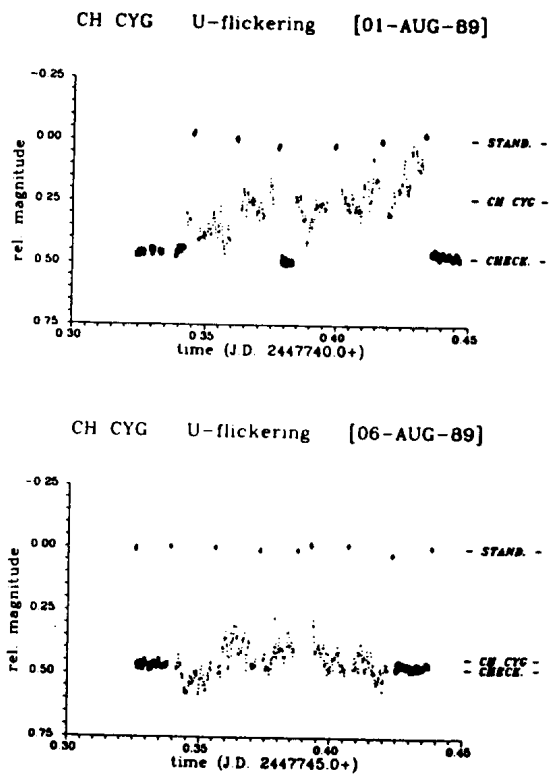 CH CYG U-flickering [01-AUG-89]
-0.25
0.00
0.25
0.50
0.75
rel. magnitude
- STAND. -
- CH CYG -
- CHECK. -
0.30 0.35 0.40 0.45
time (J.D. 2447740.0+)
CH CYG U-flickering [06-AUG-89]
-0.25
0.00
0.25
0.50
0.75
rel. magnitude
- STAND. -
- CH CYG -
- CHECK. -
0.30 0.35 0.40 0.45
time (J.D. 2447745.0+)